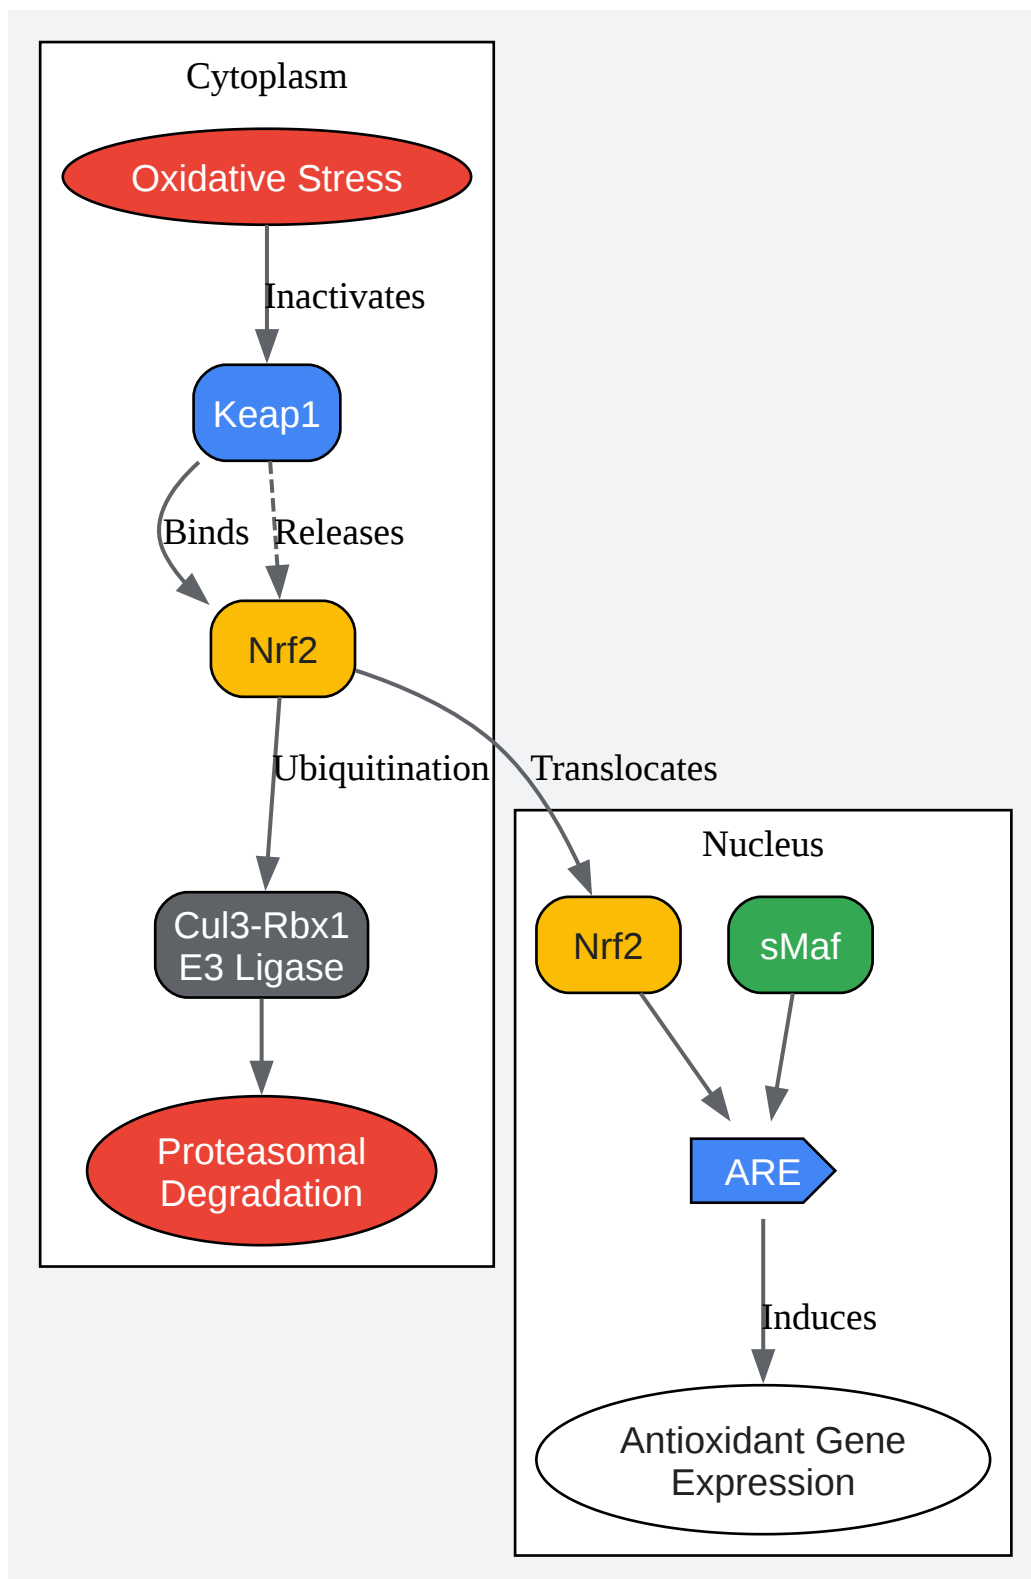 Cytoplasm
Oxidative Stress
Inactivates
Keap1
Binds
Releases
Nrf2
Ubiquitination
Translocates
Cul3-Rbx1
E3 Ligase
Proteasomal
Degradation
Nucleus
Nrf2
sMaf
ARE
Induces
Antioxidant Gene
Expression